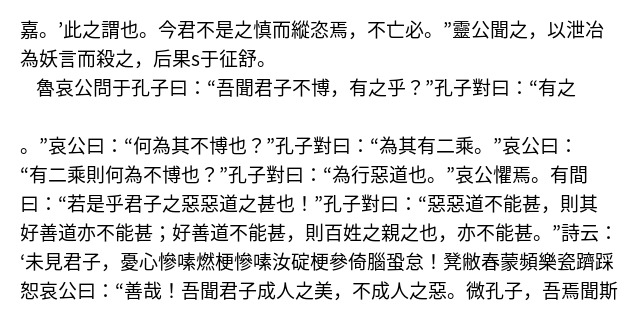 嘉。’此之謂也。今君不是之慎而縱恣焉，不亡必。”靈公聞之，以泄冶
為妖言而殺之，后果s于征舒。
魯哀公問于孔子曰：“吾聞君子不博，有之乎？”孔子對曰：“有之
。”哀公曰：“何為其不博也？”孔子對曰：“為其有二乘。”哀公曰：
“有二乘則何為不博也？”孔子對曰：“為行惡道也。”哀公懼焉。有間
曰：“若是乎君子之惡惡道之甚也！”孔子對曰：“惡惡道不能甚，則其
好善道亦不能甚；好善道不能甚，則百姓之親之也，亦不能甚。”詩云：
‘未見君子，憂心慘嗉燃梗慘嗉汝碇梗參倚腦蛩怠！凳敝春蒙頻樂瓷躋踩
恕哀公曰：“善哉！吾聞君子成人之美，不成人之惡。微孔子，吾焉聞斯